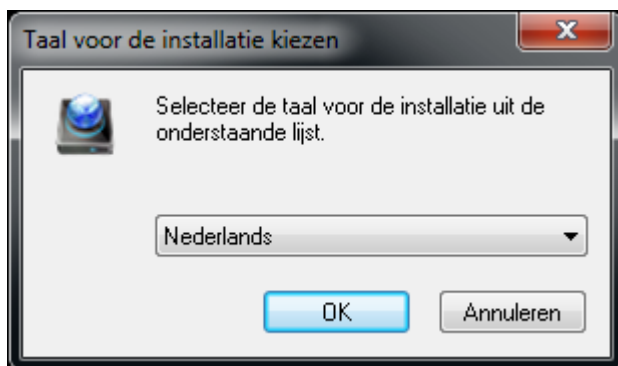 Taal voor de installatie kiezen
Selecteer de taal voor de installatie uit de
onderstaande lijst.
Nederlands
OK
Annuleren